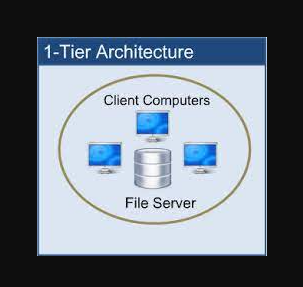 1-Tier Architecture
Client Computers
File Server